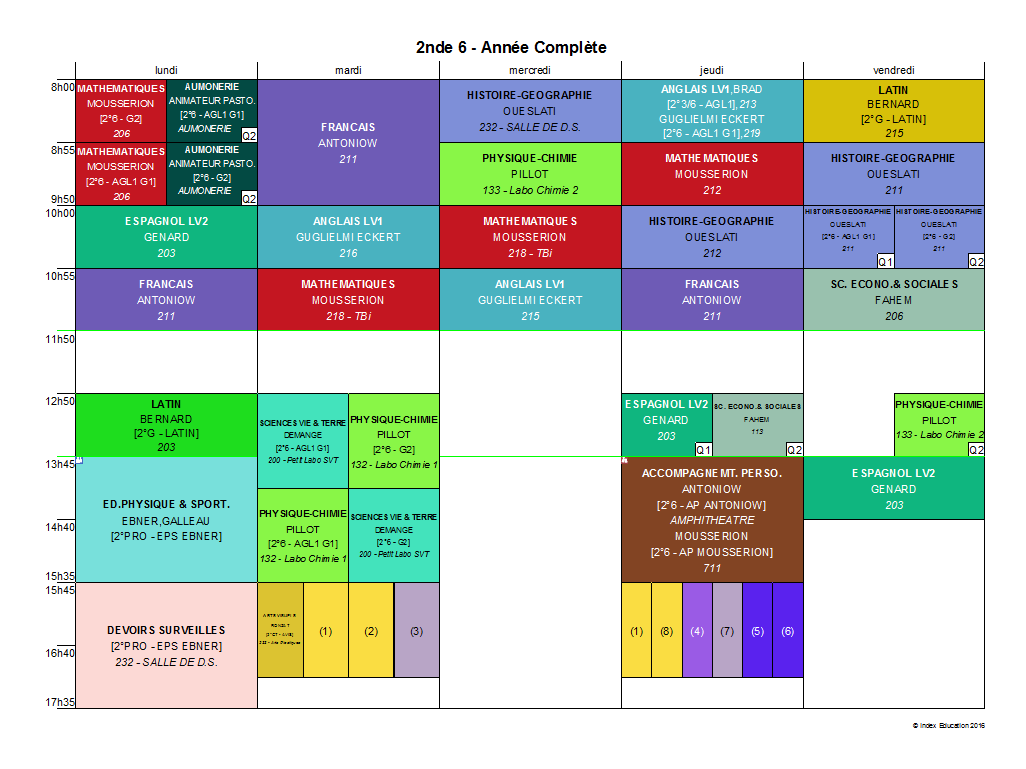 2nde 6 - Année Complète
lundi
mardi
mercredi
jeudi
vendredi
8h00
8h55
9h50
10h00
10h55
11h50
12h50
13h45
14h40
15h35
15h45
16h40
17h35
MATHEMATIQUES
MOUSSERION
[2°6 - G2]
206
AUMONERIE
ANIMATEUR PASTO.
[2°6 - AGL1 G1]
AUMONERIE
Q2
MATHEMATIQUES
MOUSSERION
[2°6 - AGL1 G1]
206
AUMONERIE
ANIMATEUR PASTO.
[2°6 - G2]
AUMONERIE
Q2
ESPAGNOL LV2
GENARD
203
FRANCAIS
ANTONIOW
211
LATIN
BERNARD
[2°G - LATIN]
203
ED.PHYSIQUE & SPORT.
EBNER,GALLEAU
[2°PRO - EPS EBNER]
DEVOIRS SURVEILLES
[2°PRO - EPS EBNER]
232 - SALLE DE D.S.
FRANCAIS
ANTONIOW
211
ANGLAIS LV1
GUGLIELMI ECKERT
216
MATHEMATIQUES
MOUSSERION
218 - TBi
SCIENCES VIE & TERRE
DEMANGE
[2°6 - AGL1 G1]
200 - Petit Labo SVT
PHYSIQUE-CHIMIE
PILLOT
[2°6 - G2]
132 - Labo Chimie 1
PHYSIQUE-CHIMIE
PILLOT
[2°6 - AGL1 G1]
132 - Labo Chimie 1
SCIENCES VIE & TERRE
DEMANGE
[2°6 - G2]
200 - Petit Labo SVT
(1)
(2)
(3)
HISTOIRE-GEOGRAPHIE
OUESLATI
232 - SALLE DE D.S.
PHYSIQUE-CHIMIE
PILLOT
133 - Labo Chimie 2
MATHEMATIQUES
MOUSSERION
218 - TBi
ANGLAIS LV1
GUGLIELMI ECKERT
215
ANGLAIS LV1,BRAD
[2°3/6 - AGL1],213
GUGLIELMI ECKERT
[2°6 - AGL1 G1],219
MATHEMATIQUES
MOUSSERION
212
HISTOIRE-GEOGRAPHIE
OUESLATI
212
FRANCAIS
ANTONIOW
211
ESPAGNOL LV2
GENARD
203
Q1
SC. ECONO.& SOCIALES
FAHEM
113
Q2
ACCOMPAGNEMT. PERSO.
ANTONIOW
[2°6 - AP ANTONIOW]
AMPHITHEATRE
MOUSSERION
[2°6 - AP MOUSSERION]
711
(1)
(8)
(4)
(7)
(5)
(6)
LATIN
BERNARD
[2°G - LATIN]
215
HISTOIRE-GEOGRAPHIE
OUESLATI
211
HISTOIRE-GEOGRAPHIE
OUESLATI
[2°6 - AGL1 G1]
211
Q1
HISTOIRE-GEOGRAPHIE
OUESLATI
[2°6 - G2]
211
Q2
SC. ECONO.& SOCIALES
FAHEM
206
PHYSIQUE-CHIMIE
PILLOT
133 - Labo Chimie 2
Q2
ESPAGNOL LV2
GENARD
203
© Index Education 2016